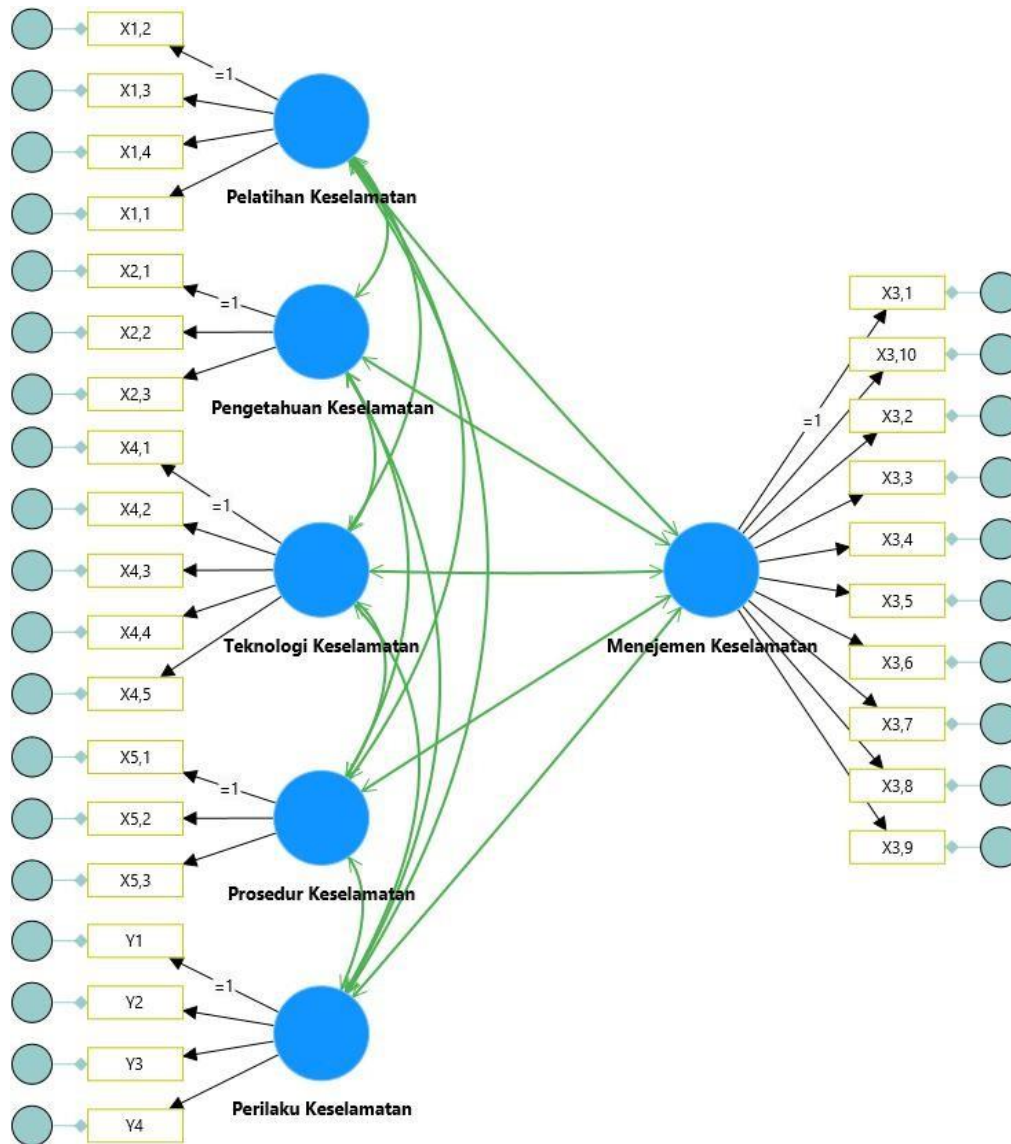 X1,2
=1
X1,3
X1,4
X1,1
Pelatihan Keselamatan
X2,1
=1
X2,2
X2,3
Pengetahuan Keselamatan
X4,1
=1
X4,2
X4,3
X4,4
Teknologi Keselamatan
X4,5
X5,1
=1
X5,2
X5,3
Prosedur Keselamatan
Y1
=1
Y2
Y3
Perilaku Keselamatan
Y4
Menejemen Keselamatan
=1
X3,1
X3,10
X3,2
X3,3
X3,4
X3,5
X3,6
X3,7
X3,8
X3,9